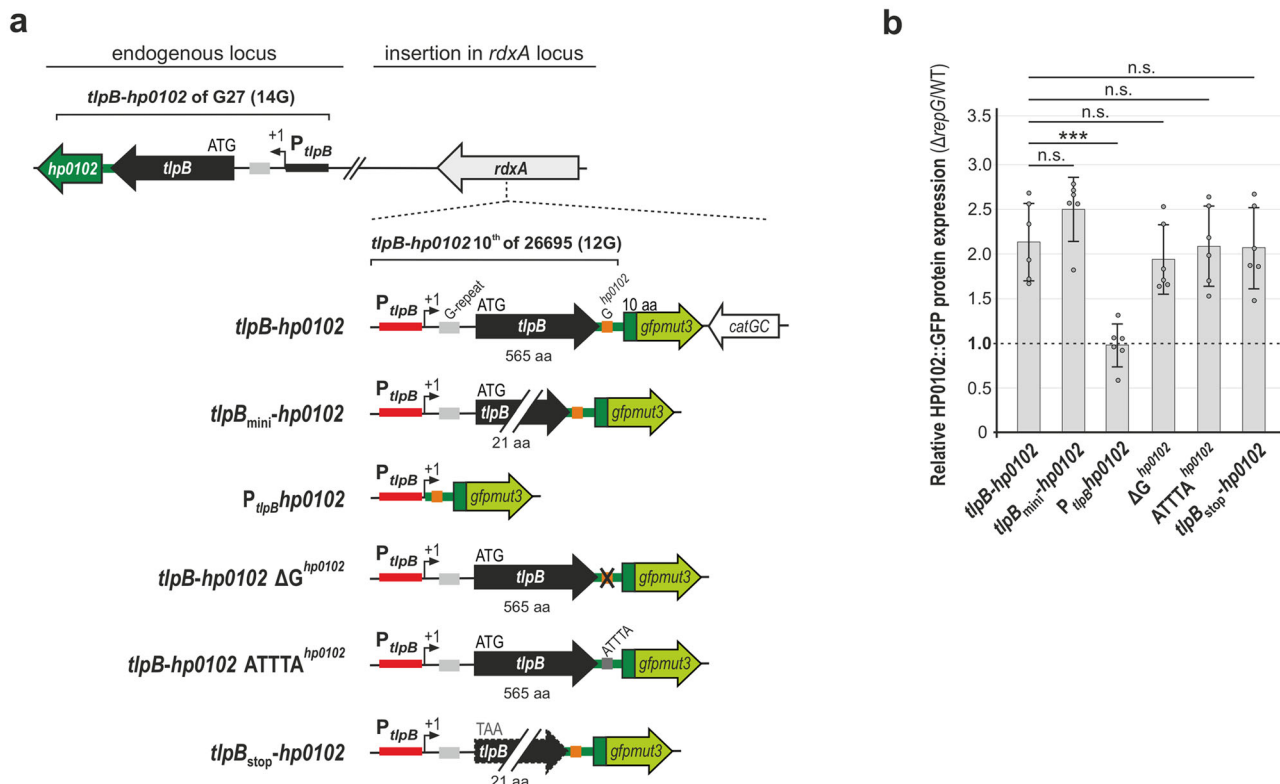 a
endogenous locus
insertion in rdxA locus
tlpB-hp0102 of G27 (14G)
hp0102
tlpB
ATG
+1
PtlpB
rdxA
tlpB-hp0102 10th of 26695 (12G)
tlpB-hp0102
PtlpB
+1
G-repeat
ATG
tlpB
565 aa
Ghp0102
10 aa
gfpmut3
catGC
tlpBmini-hp0102
PtlpB
+1
ATG
tlpB
21 aa
gfpmut3
PtlpBhp0102
PtlpB
+1
gfpmut3
tlpB-hp0102 ΔGhp0102
PtlpB
+1
ATG
tlpB
565 aa
gfpmut3
tlpB-hp0102 ATTTAhp0102
PtlpB
+1
ATG
tlpB
565 aa
ATTTA
gfpmut3
tlpBstop-hp0102
PtlpB
+1
TAA
tlpB
21 aa
gfpmut3
b
Relative HP0102::GFP protein expression (ΔrepG/WT)
n.s.
n.s.
n.s.
***
n.s.
3.5
3.0
2.5
2.0
1.5
1.0
0.5
0
tlpB-hp0102
tlpBmini-hp0102
PtlpBhp0102
ΔGhp0102
ATTTAhp0102
tlpBstop-hp0102